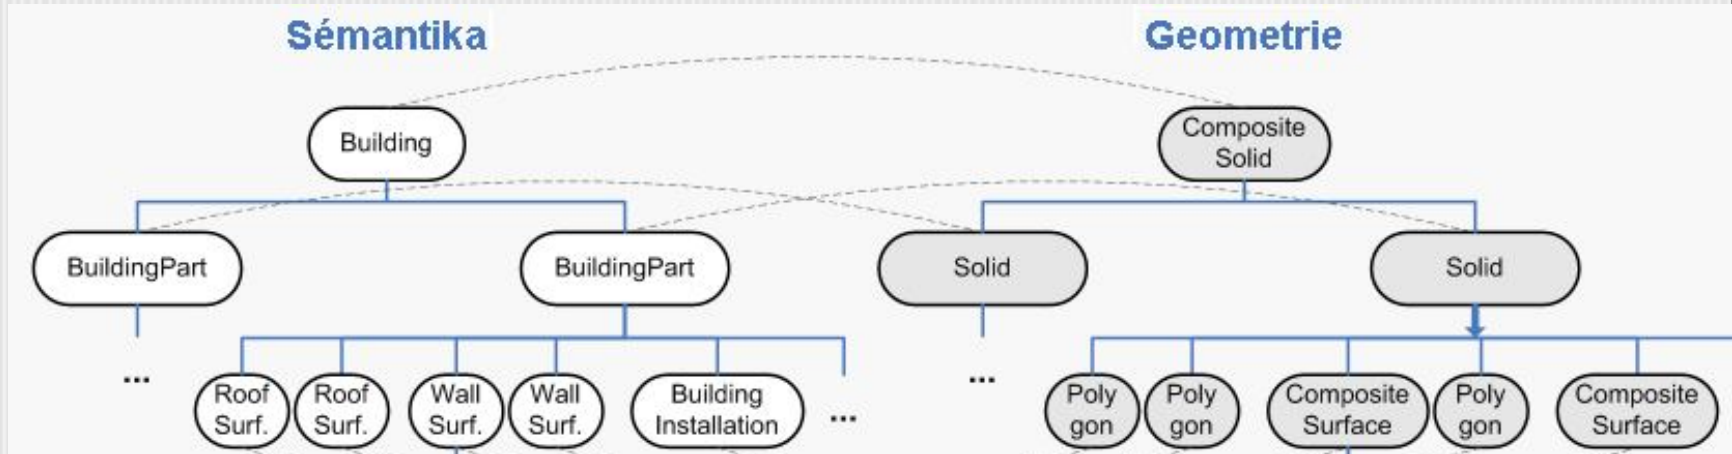 Sémantika
Geometrie
Building
Composite
Solid
BuildingPart
BuildingPart
Solid
Solid
...
Roof
Surf.
Roof
Surf.
Wall
Surf.
Wall
Surf.
Building
Installation
...
...
Poly
gon
Poly
gon
Composite
Surface
Poly
gon
Composite
Surface